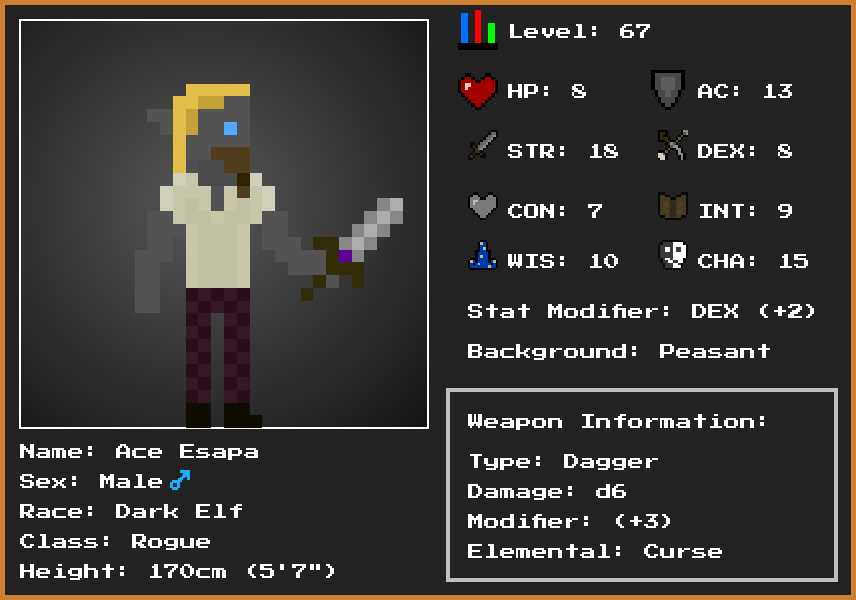 Level: 67
HP: 8
AC: 13
STR: 18
DEX: 8
CON: 7
INT: 9
WIS: 10
CHA: 15
Stat Modifier: DEX (+2)
Background: Peasant
Name: Ace Esapa
Sex: Male ♂
Race: Dark Elf
Class: Rogue
Height: 170cm (5'7")
Weapon Information:
Type: Dagger
Damage: d6
Modifier: (+3)
Elemental: Curse